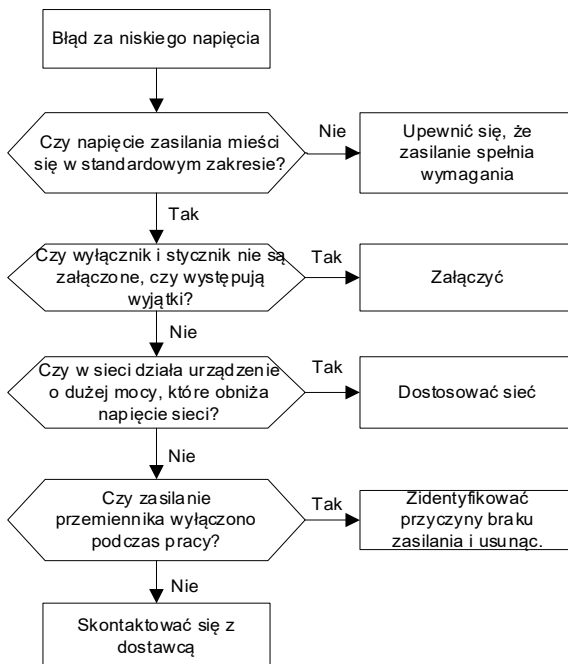 Błąd za niskiego napięcia
Czy napięcie zasilania mieści
się w standardowym zakresie?
Nie
Upewnić się, że
zasilanie spełnia
wymagania
Tak
Czy wyłącznik i stycznik nie są
załączone, czy występują
wyjątki?
Tak
Załączyć
Nie
Czy w sieci działa urządzenie
o dużej mocy, które obniża
napięcie sieci?
Tak
Dostosować sieć
Nie
Czy zasilanie
przemiennika wyłączono
podczas pracy?
Tak
Zidentyfikować
przyczyny braku
zasilania i usunąc.
Nie
Skontaktować się z
dostawcą